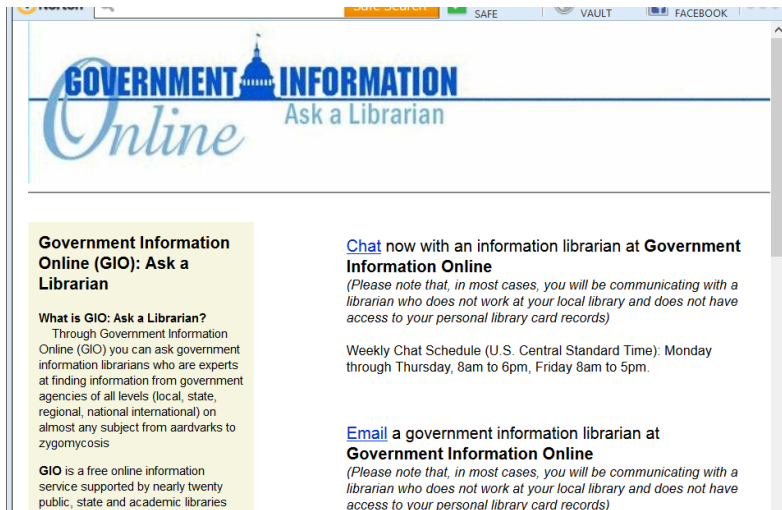 Norton
Safe Search
SAFE
VAULT
FACEBOOK
GOVERNMENT INFORMATION
Online
Ask a Librarian
Government Information
Online (GIO): Ask a
Librarian
What is GIO: Ask a Librarian?
Through Government Information
Online (GIO) you can ask government
information librarians who are experts
at finding information from government
agencies of all levels (local, state,
regional, national international) on
almost any subject from aardvarks to
zygomycosis
GIO is a free online information
service supported by nearly twenty
public, state and academic libraries
Chat now with an information librarian at Government
Information Online
(Please note that, in most cases, you will be communicating with a
librarian who does not work at your local library and does not have
access to your personal library card records)
Weekly Chat Schedule (U.S. Central Standard Time): Monday
through Thursday, 8am to 6pm, Friday 8am to 5pm.
Email a government information librarian at
Government Information Online
(Please note that, in most cases, you will be communicating with a
librarian who does not work at your local library and does not have
access to your personal library card records)